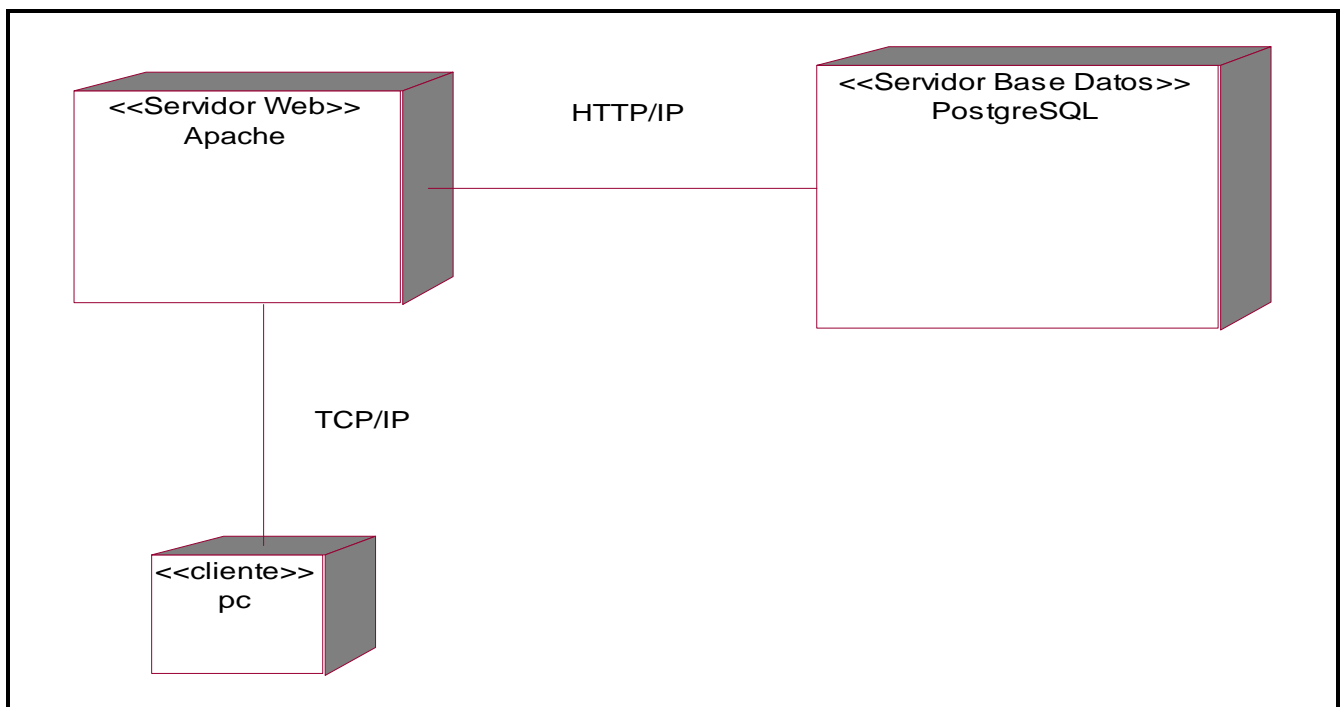 <<Servidor Web>>
Apache
HTTP/IP
<<Servidor Base Datos>>
PostgreSQL
TCP/IP
<<cliente>>
pc